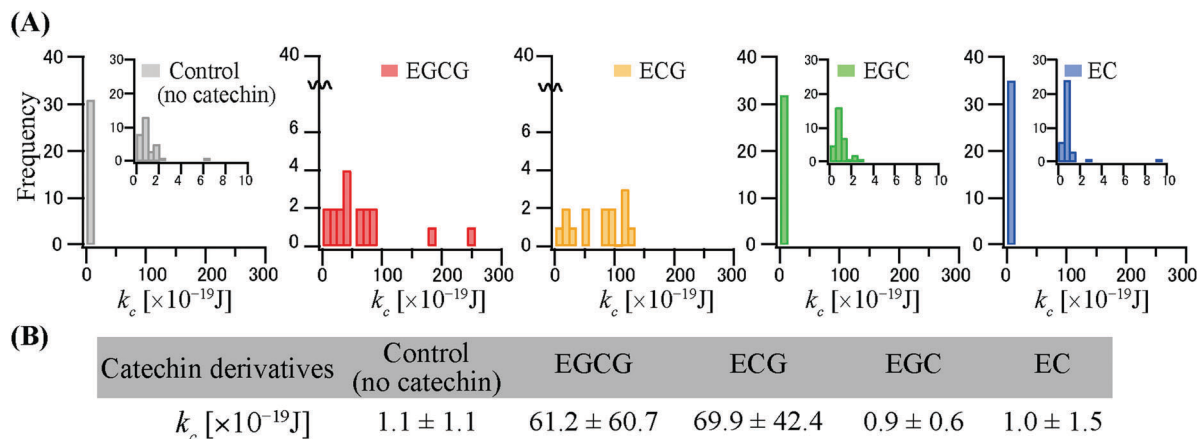 (A)
40
30
20
10
0
Frequency
30
20
10
0
0 2 4 6 8 10
Control
(no catechin)
0 100 200 300
k_c [×10⁻¹⁹J]
40
6
4
2
0
EGCG
0 100 200 300
k_c [×10⁻¹⁹J]
40
6
4
2
0
ECG
0 100 200 300
k_c [×10⁻¹⁹J]
40
30
20
10
0
30
20
10
0
0 2 4 6 8 10
EGC
0 100 200 300
k_c [×10⁻¹⁹J]
40
30
20
10
0
30
20
10
0
0 2 4 6 8 10
EC
0 100 200 300
k_c [×10⁻¹⁹J]
(B)
Catechin derivatives Control (no catechin) EGCG ECG EGC EC
k_c [×10⁻¹⁹J] 1.1 ± 1.1 61.2 ± 60.7 69.9 ± 42.4 0.9 ± 0.6 1.0 ± 1.5